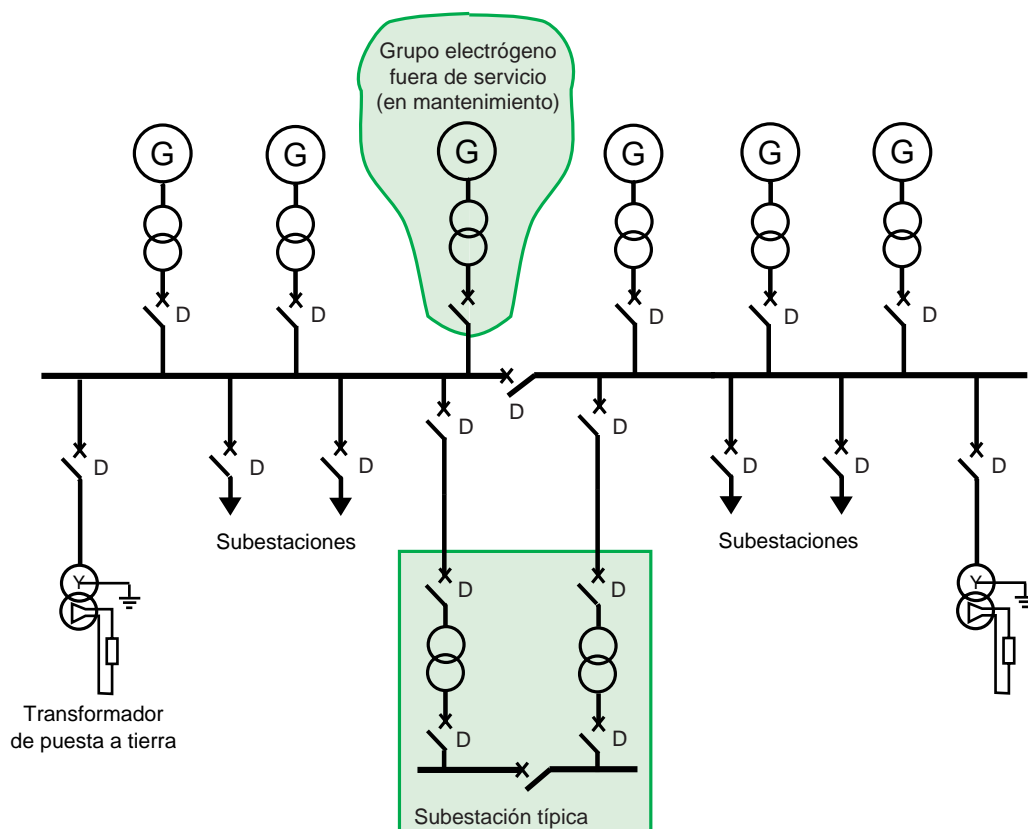 Grupo electrógeno
fuera de servicio
(en mantenimiento)
G G G G G G
D D D D D
D
D D D D D D D D
Subestaciones Subestaciones
Y Y
D D
D D
Transformador
de puesta a tierra
Subestación típica